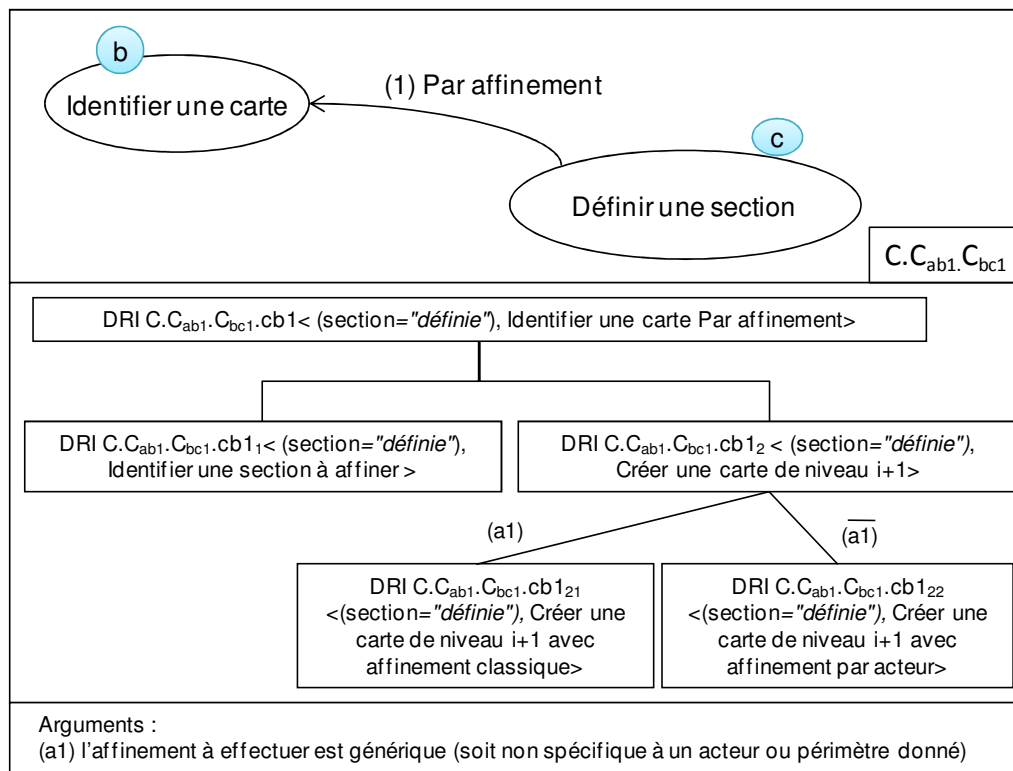 b
Identifier une carte
(1) Par affinement
c
Définir une section
C.Cab1.Cbc1
DRI C.Cab1.Cbc1.cb1< (section="définie"), Identifier une carte Par affinement>
DRI C.Cab1.Cbc1.cb11< (section="définie"),
Identifier une section à affiner >
DRI C.Cab1.Cbc1.cb12 < (section="définie"),
Créer une carte de niveau i+1>
(a1)
(a1)
DRI C.Cab1.Cbc1.cb121
<(section="définie"), Créer une
carte de niveau i+1 avec
affinement classique>
DRI C.Cab1.Cbc1.cb122
<(section="définie"), Créer une
carte de niveau i+1 avec
affinement par acteur>
Arguments :
(a1) l'affinement à effectuer est générique (soit non spécifique à un acteur ou périmètre donné)